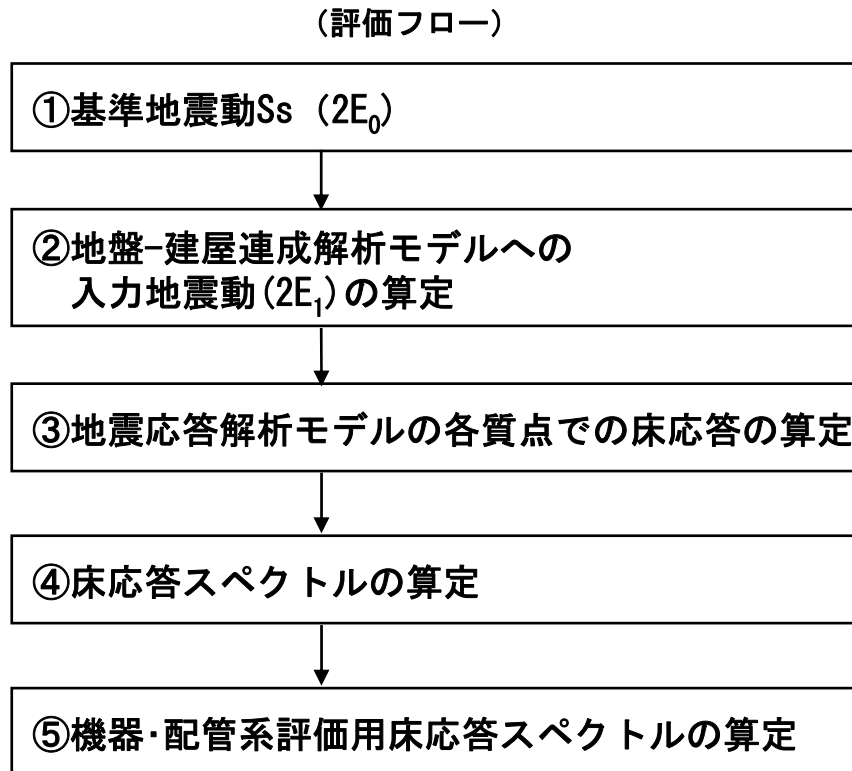 （評価フロー）
①基準地震動Ss（2E₀）
②地盤-建屋連成解析モデルへの
入力地震動(2E₁)の算定
③地震応答解析モデルの各質点での床応答の算定
④床応答スペクトルの算定
⑤機器･配管系評価用床応答スペクトルの算定